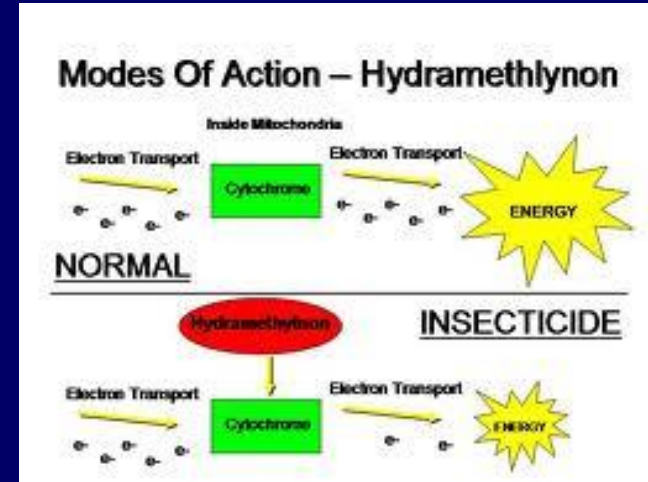 Modes Of Action – Hydramethlynon
Inside Mitochondria
Electron Transport
Electron Transport
Cytochrome
e- e- e- e- e-
e- e- e- e- e-
ENERGY
NORMAL
Hydramethylnon
INSECTICIDE
Electron Transport
Electron Transport
Cytochrome
e- e- e- e- e-
e- e-
ENERGY